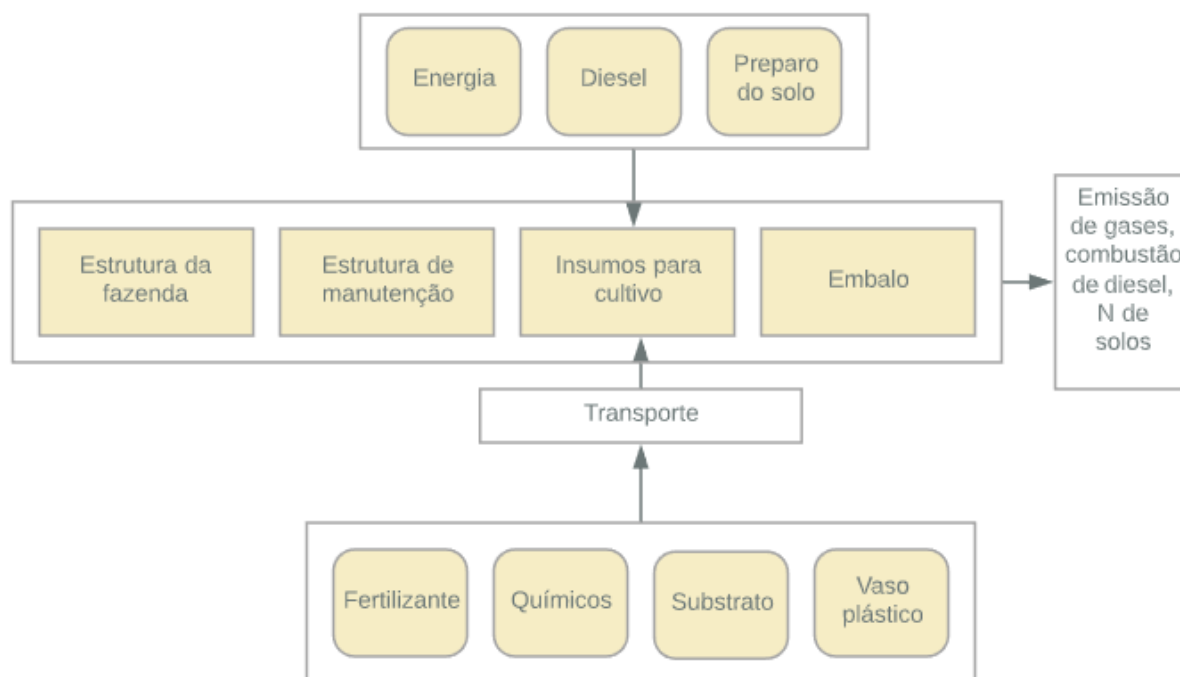 Energia
Diesel
Preparo
do solo
Emissão
de gases,
combustão
de diesel,
N de
solos
Estrutura da
fazenda
Estrutura de
manutenção
Insumos para
cultivo
Embalo
Transporte
Fertilizante
Químicos
Substrato
Vaso
plástico